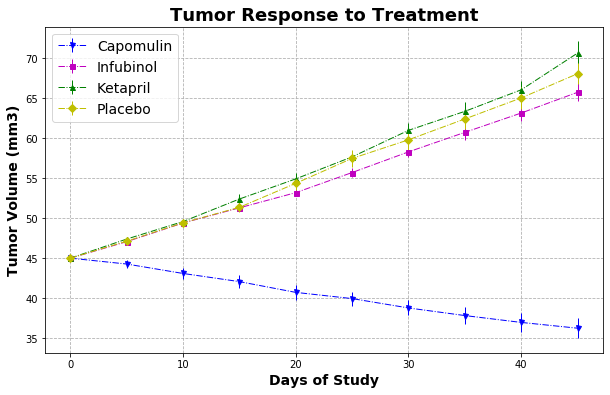 Tumor Response to Treatment
Capomulin
Infubinol
Ketapril
Placebo
Tumor Volume (mm3)
70
65
60
55
50
45
40
35
0
10
20
30
40
Days of Study